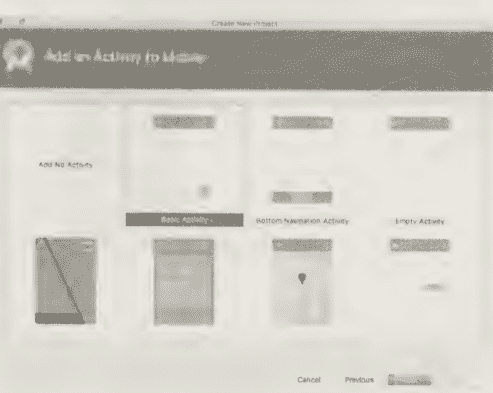 Create New Project
Add an Activity to Mobile
Add No Activity
Basic Activity
Bottom Navigation Activity
Empty Activity
Cancel
Previous